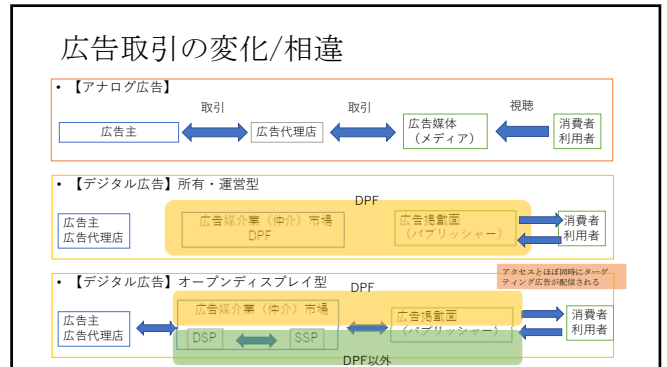 広告取引の変化/相違
• 【アナログ広告】
取引 取引 視聴
広告主 広告代理店 広告媒体
（メディア） 消費者
利用者
• 【デジタル広告】所有・運営型
DPF
広告主
広告代理店
広告媒介業（仲介）市場
DPF
広告掲載面
（パブリッシャー）
消費者
利用者
• 【デジタル広告】オープンディスプレイ型
DPF
アクセスとほぼ同時にターゲ
ティング広告が配信される
広告主
広告代理店
広告媒介業（仲介）市場
DSP SSP
広告掲載面
（パブリッシャー）
消費者
利用者
DPF以外